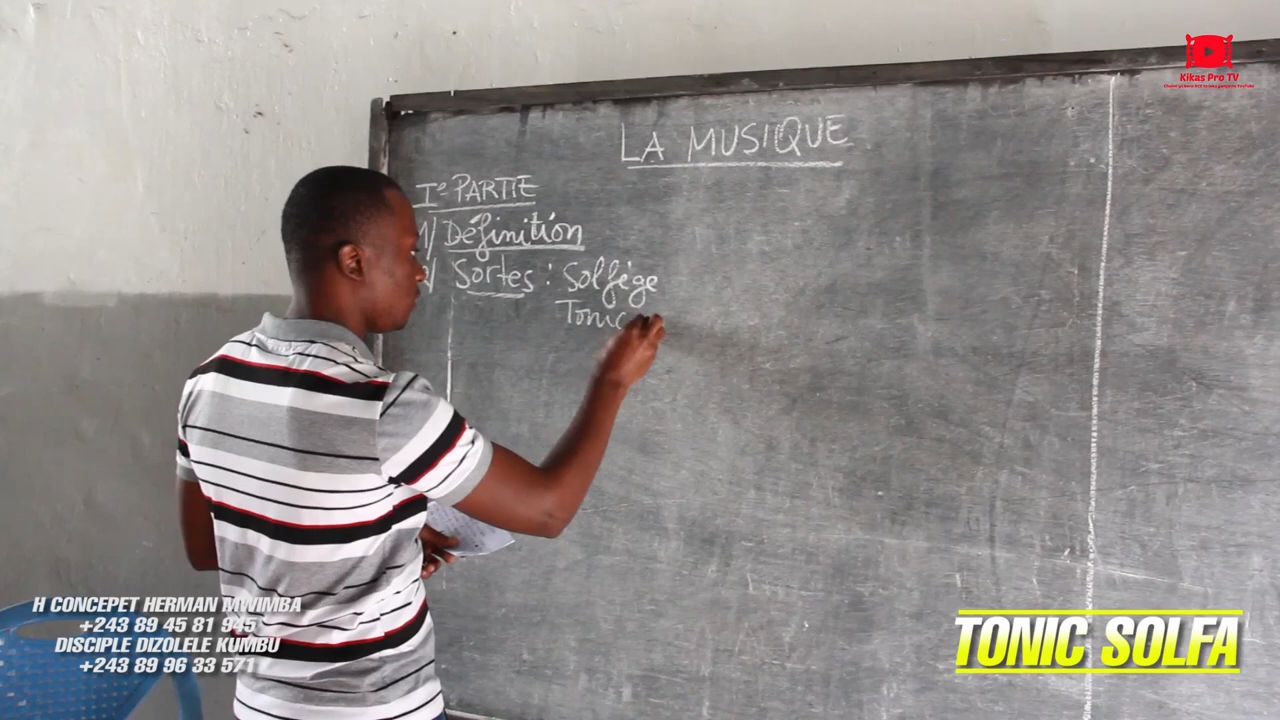 Kikas Pro TV
LA MUSIQUE
Iº PARTIE
1/ Définition
2/ Sortes : Solfège
Tonic
H CONCEPET HERMAN MWIMBA
+243 89 45 81 945
DISCIPLE DIZOLELE KUMBU
+243 89 96 33 571
TONIC SOLFA